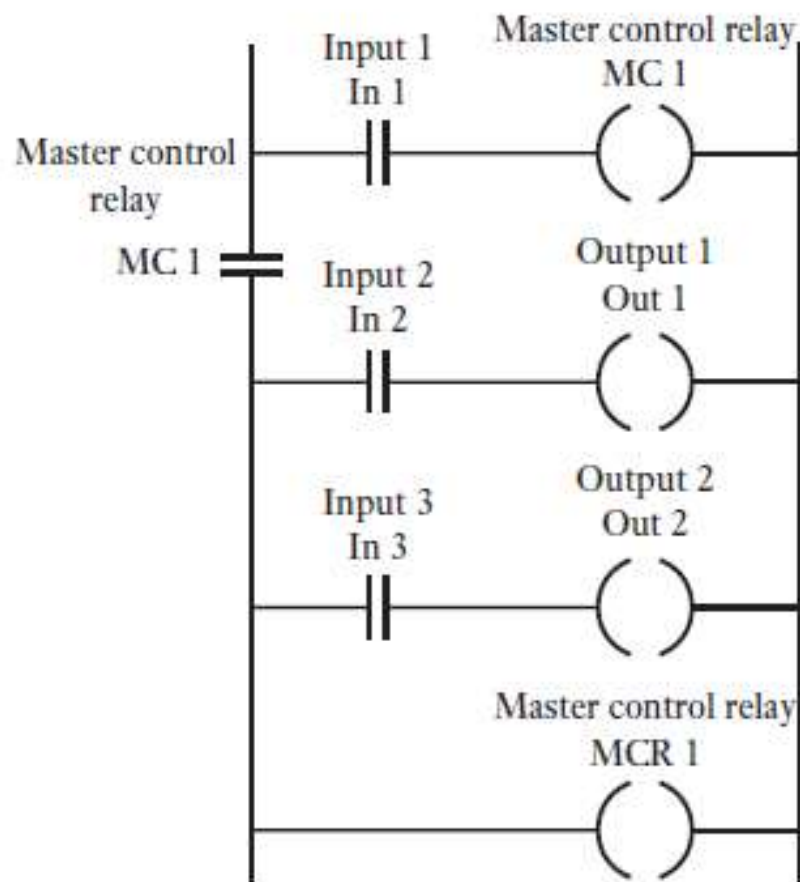 Master control relay
MC 1
Input 1
In 1
Master control
relay
MC 1
Output 1
Out 1
Input 2
In 2
Output 2
Out 2
Input 3
In 3
Master control relay
MCR 1